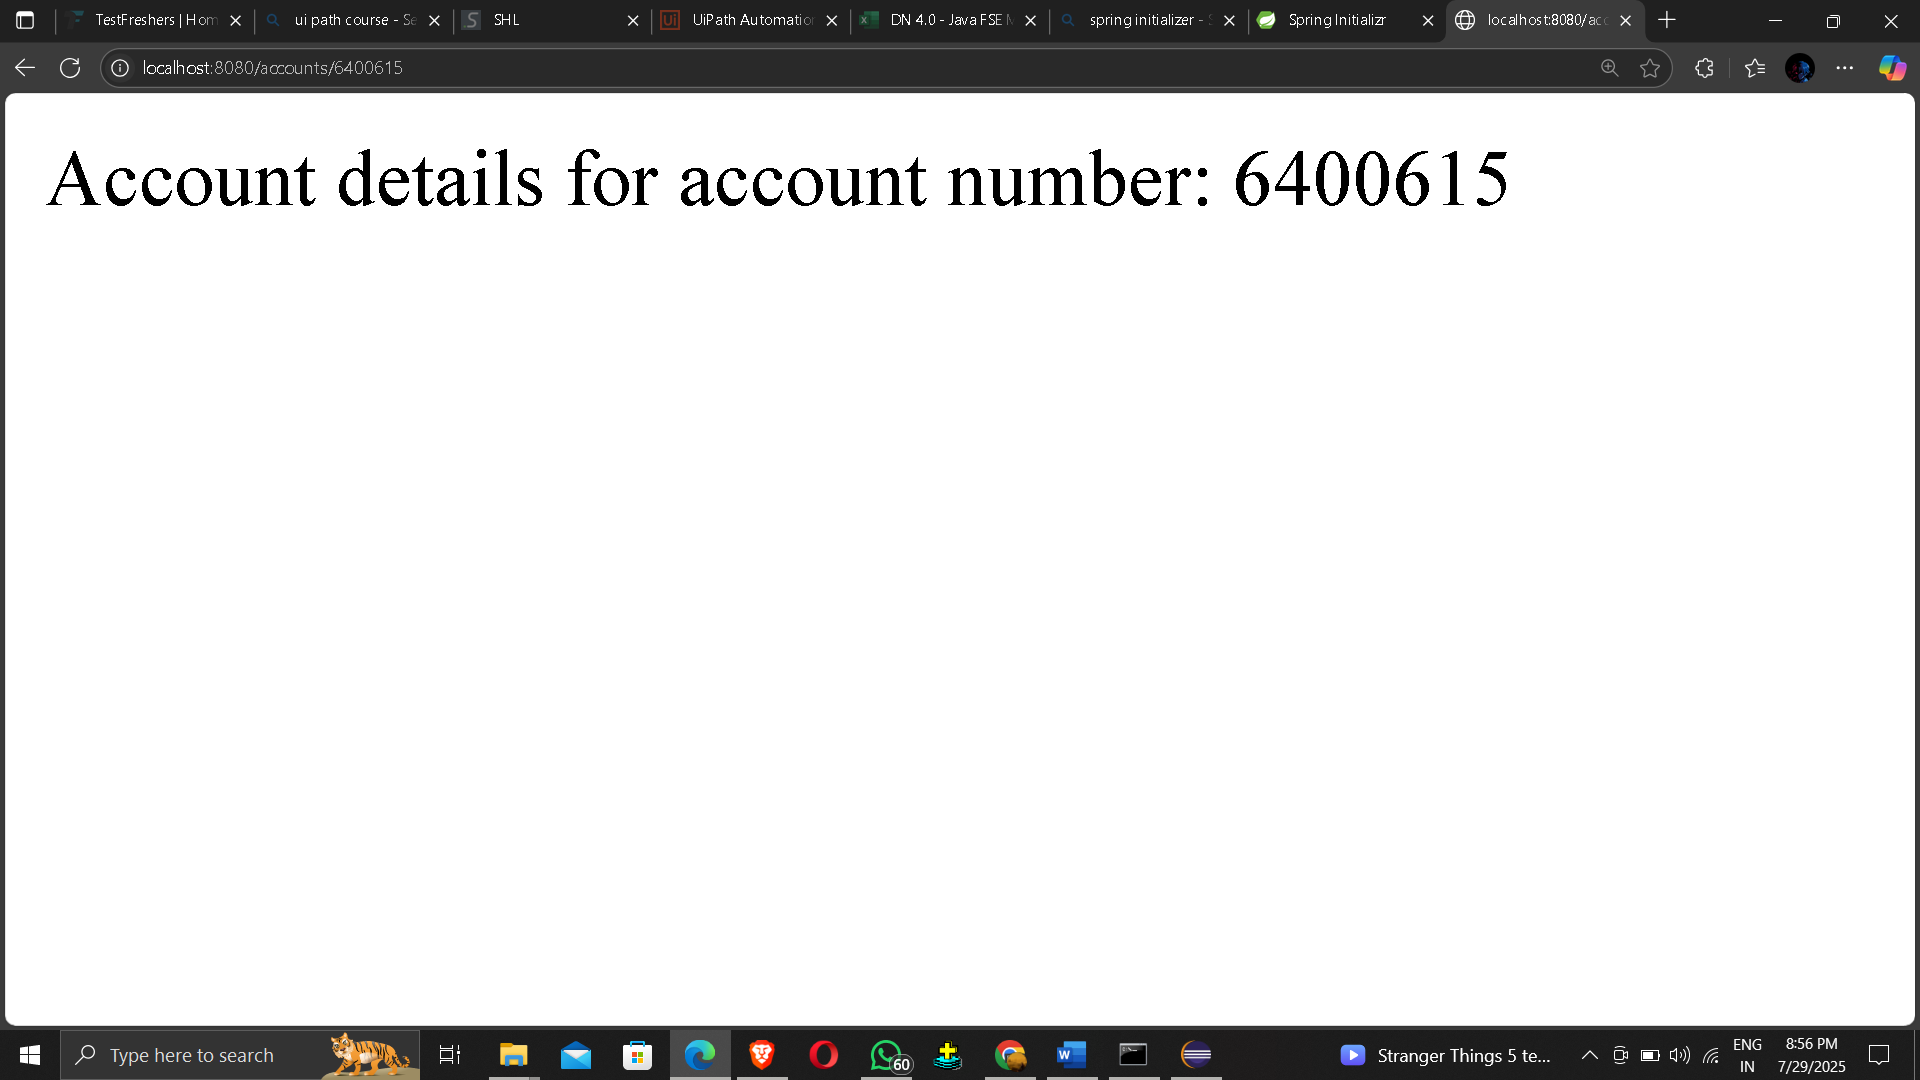 TestFreshers | Hom
ui path course - Se
SHL
UiPath Automation
DN 4.0 - Java FSE M
spring initializer - S
Spring Initializr
localhost:8080/acc
localhost:8080/accounts/6400615
Account details for account number: 6400615
Type here to search
60
Stranger Things 5 te...
ENG
IN
8:56 PM
7/29/2025